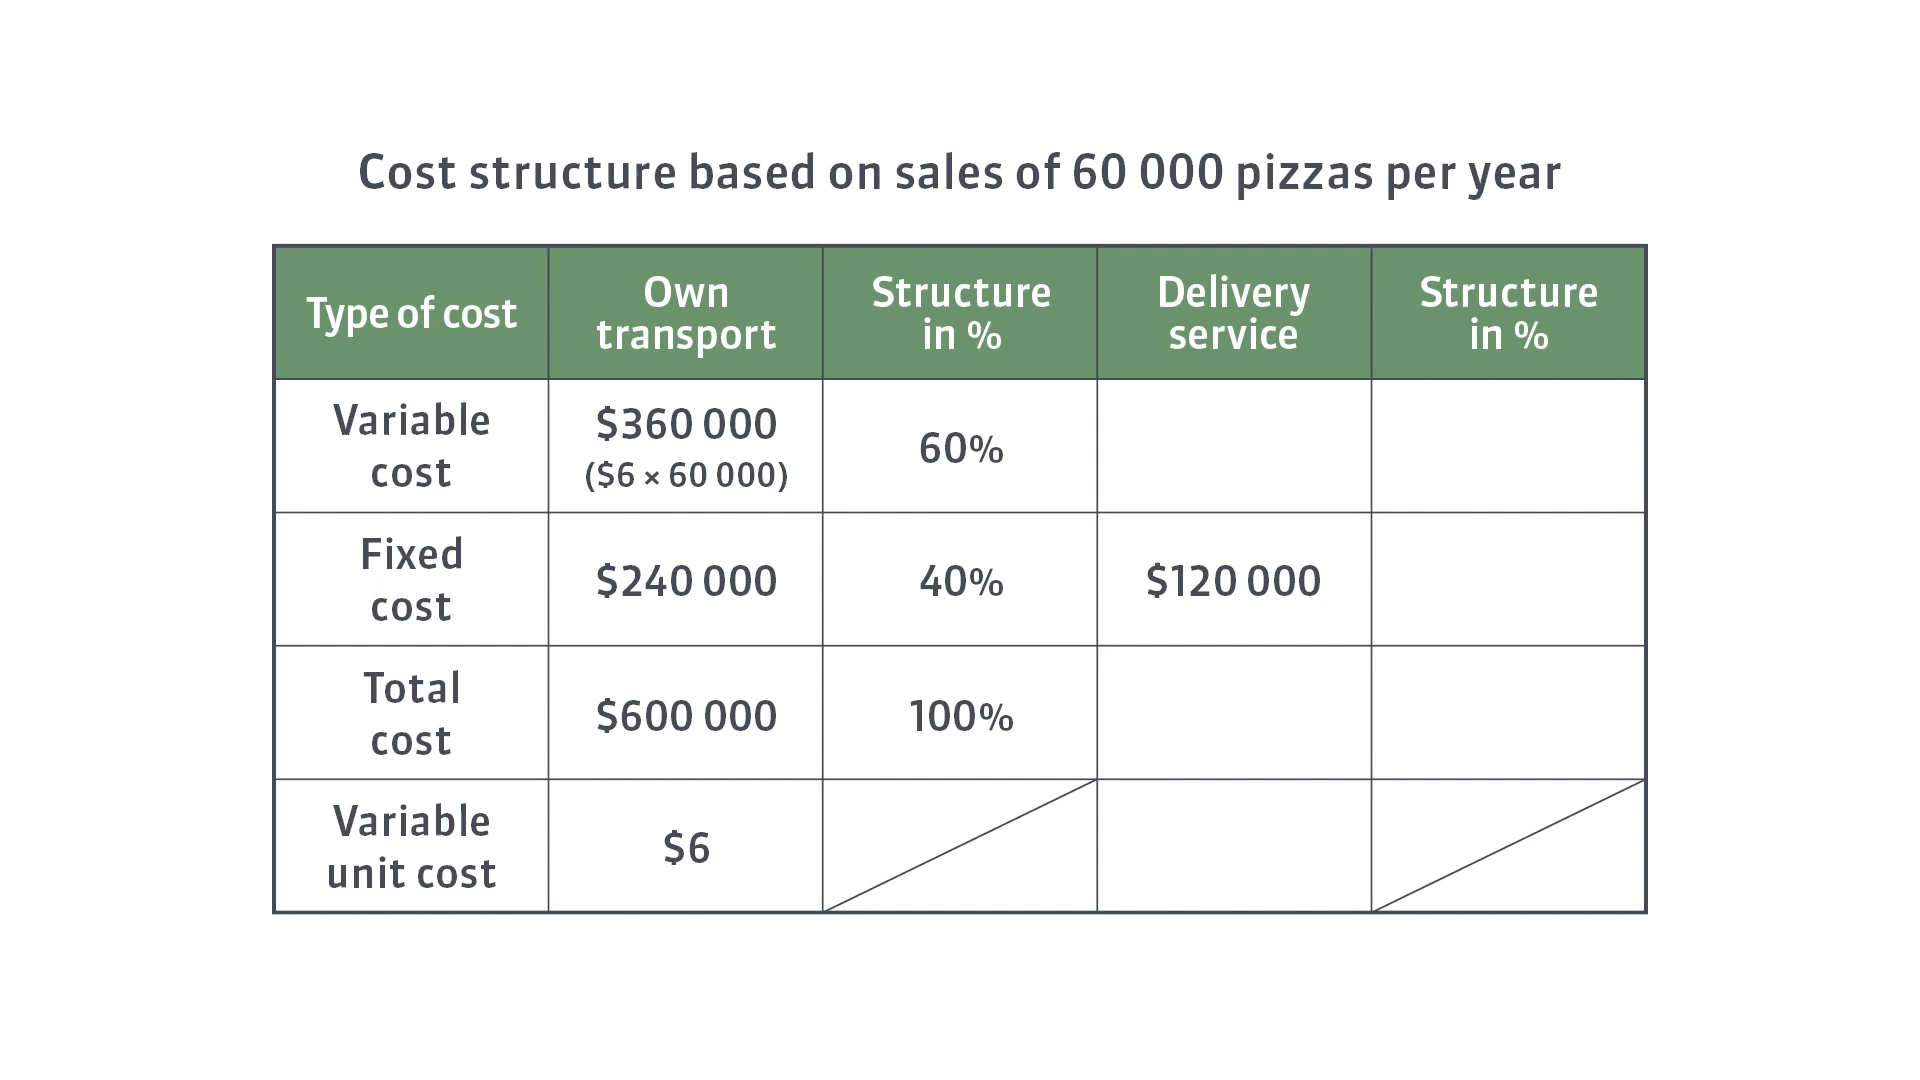 Cost structure based on sales of 60 000 pizzas per year
Type of cost
Own
transport
Structure
in %
Delivery
service
Structure
in %
Variable
cost
$360 000
($6 × 60 000)
60%
Fixed
cost
$240 000
40%
$120 000
Total
cost
$600 000
100%
Variable
unit cost
$6